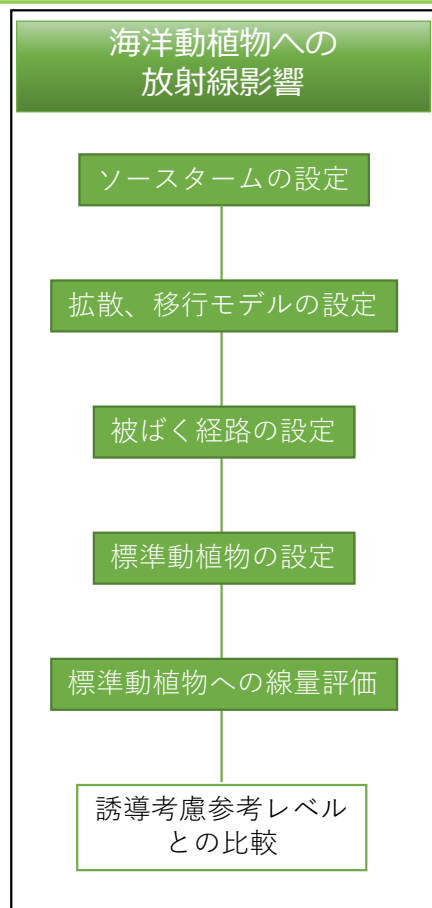 海洋動植物への
放射線影響
ソースタームの設定
拡散、移行モデルの設定
被ばく経路の設定
標準動植物の設定
標準動植物への線量評価
誘導考慮参考レベル
との比較